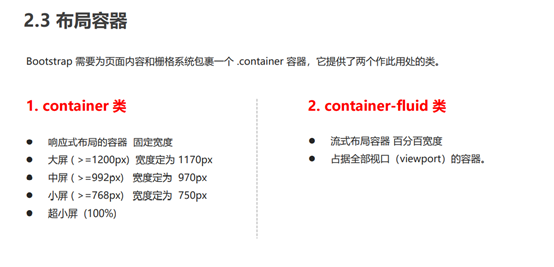 2.3 布局容器
Bootstrap 需要为页面内容和栅格系统包裹一个 .container 容器，它提供了两个作此用处的类。
1. container 类
● 响应式布局的容器 固定宽度
● 大屏 ( >=1200px) 宽度定为 1170px
● 中屏 ( >=992px) 宽度定为 970px
● 小屏 ( >=768px) 宽度定为 750px
● 超小屏 (100%)
2. container-fluid 类
● 流式布局容器 百分百宽度
● 占据全部视口（viewport）的容器。